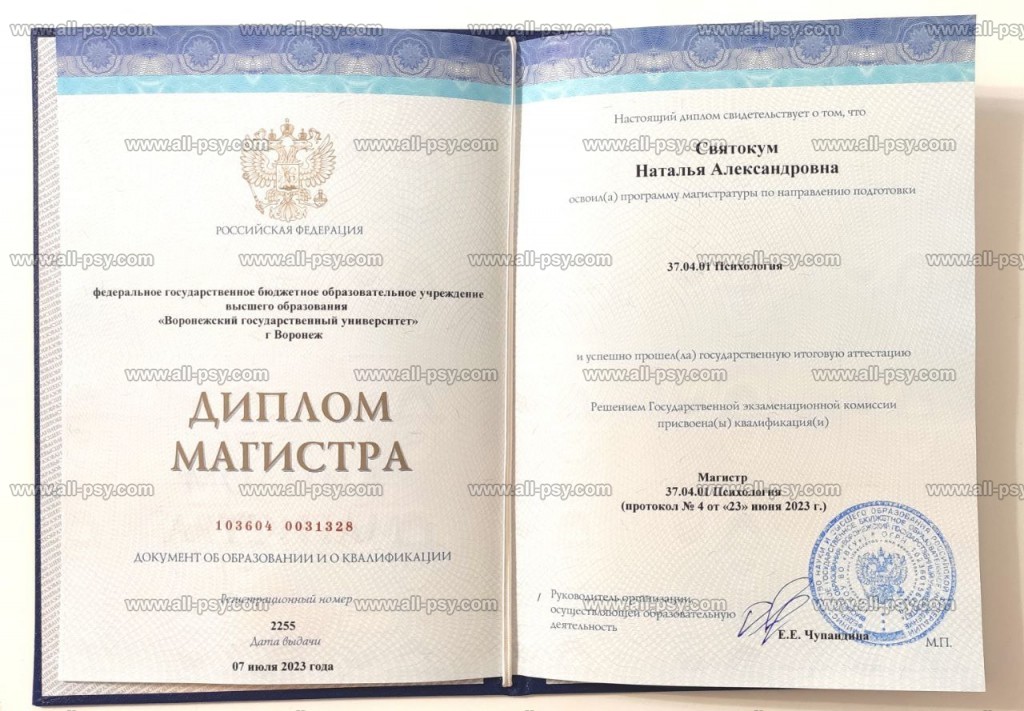 РОССИЙСКАЯ ФЕДЕРАЦИЯ
федеральное государственное бюджетное образовательное учреждение
высшего образования
«Воронежский государственный университет»
г Воронеж
ДИПЛОМ
МАГИСТРА
103604 0031328
ДОКУМЕНТ ОБ ОБРАЗОВАНИИ И О КВАЛИФИКАЦИИ
Регистрационный номер
2255
Дата выдачи
07 июля 2023 года
Настоящий диплом свидетельствует о том, что
Святокум
Наталья Александровна
освоил(а) программу магистратуры по направлению подготовки
37.04.01 Психология
и успешно прошел(ла) государственную итоговую аттестацию
Решением Государственной экзаменационной комиссии
присвоена(ы) квалификация(и)
Магистр
37.04.01 Психология
(протокол № 4 от «23» июня 2023 г.)
Руководитель организации,
осуществляющей образовательную
деятельность
Е.Е. Чупандина
М.П.
www.all-psy.com